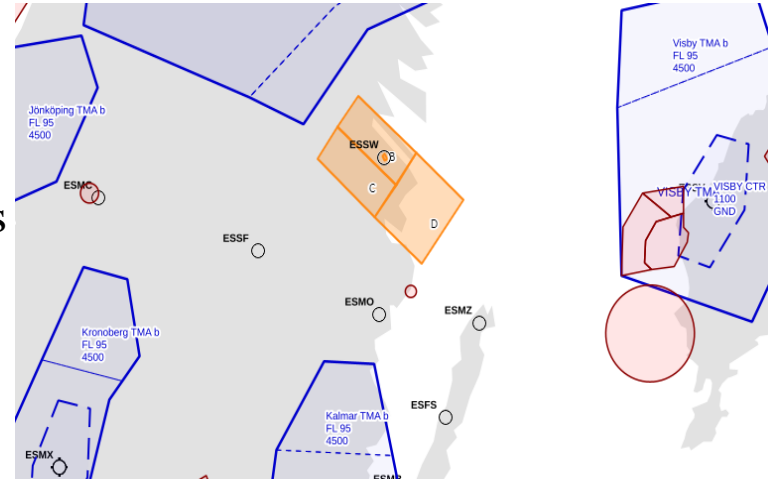 Visby TMA b
FL 95
4500
Jönköping TMA b
FL 95
4500
ESSW
B
C
D
ESMC
VISBY TMA
VISBY CTR
1100
GND
S
ESSF
ESMO
ESMZ
Kronoberg TMA b
FL 95
4500
ESFS
Kalmar TMA b
FL 95
4500
ESMX